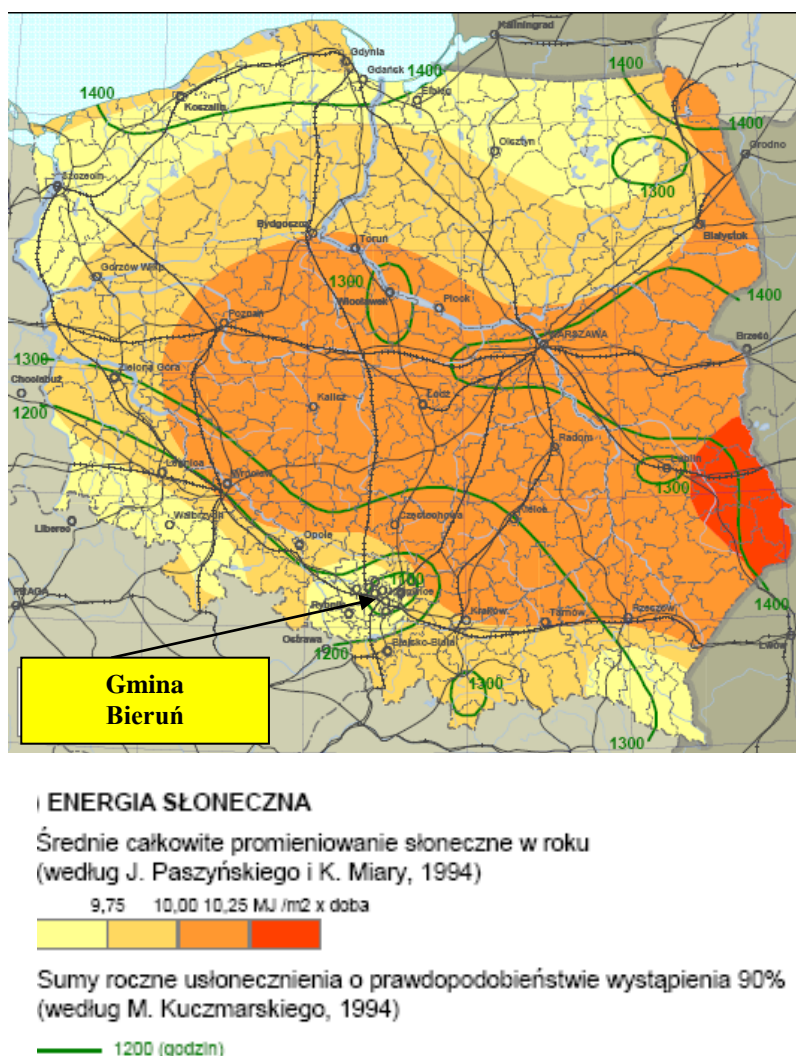 Kaliningrad
Gdynia
Gdańsk
1400
1400
1400
Elbląg
Koszalin
1400
Olsztyn
Grodno
Szczecin
1300
Bydgoszcz
Toruń
Białystok
Gorzów Wlkp.
1300
Włocławek
Płock
1400
Poznań
WARSZAWA
Brześć
1300
Zielona Góra
Chociebuż
1200
Kalisz
Łódź
Radom
Legnica
Wrocław
Lublin
1300
Wałbrzych
Liberec
Częstochowa
Kielce
Opole
PRAGA
1100
Rybnik
Kraków
Tarnów
Rzeszów
1400
Ostrawa
1200
Bielsko-Biała
Lwów
1300
1300
Gmina
Bieruń
) ENERGIA SŁONECZNA
Średnie całkowite promieniowanie słoneczne w roku
(według J. Paszyńskiego i K. Miary, 1994)
9,75 10,00 10,25 MJ /m2 x doba
Sumy roczne usłonecznienia o prawdopodobieństwie wystąpienia 90%
(według M. Kuczmarskiego, 1994)
1200 (godzin)